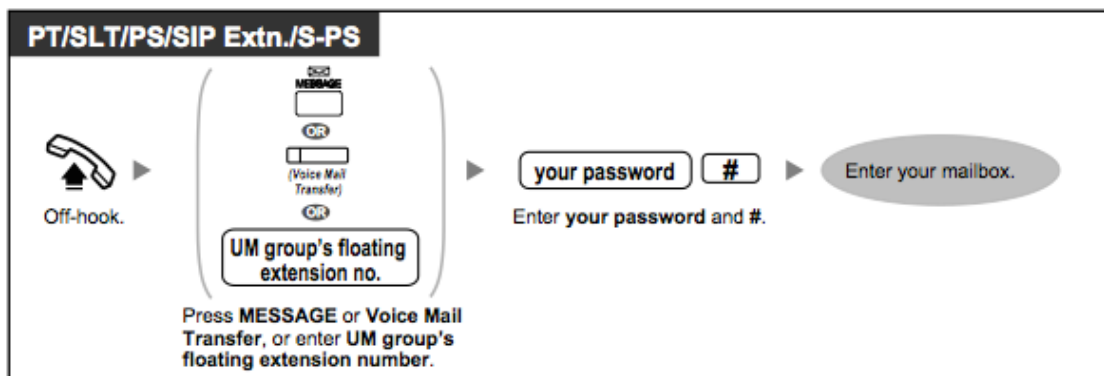 PT/SLT/PS/SIP Extn./S-PS
MESSAGE
OR
(Voice Mail
Transfer)
OR
UM group's floating
extension no.
your password
#
Enter your mailbox.
Off-hook.
Enter your password and #.
Press MESSAGE or Voice Mail
Transfer, or enter UM group's
floating extension number.